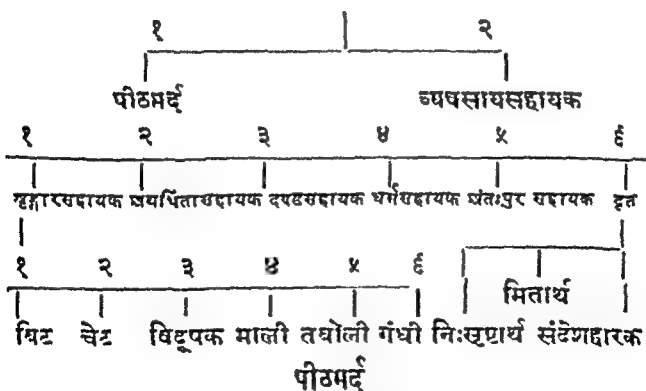 १ २
पीठमर्द व्यवसायसहायक
१ २ ३ ४ ५ ६
शृङ्गारसहायक अर्थचिंतासहायक दण्डसहायक धर्मसहायक अंतःपुर सहायक दूत
१ २ ३ ४ ५ ६
मितार्थ
विट चेट विदूषक माली तंबोली गंधी निःसृष्टार्थ संदेशहारक
पीठमर्द